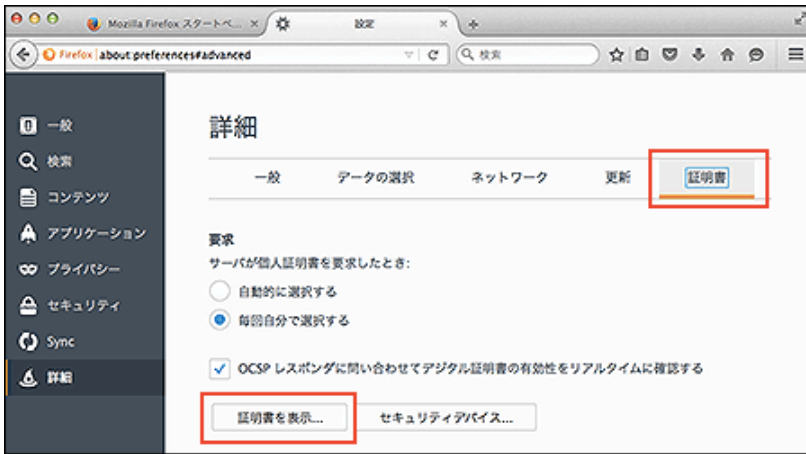 Mozilla Firefox スタートペ... ×
設定 ×
Firefox about:preferences#advanced
検索
一般
検索
コンテンツ
アプリケーション
プライバシー
セキュリティ
Sync
詳細
詳細
一般 データの選択 ネットワーク 更新 証明書
要求
サーバが個人証明書を要求したとき:
自動的に選択する
毎回自分で選択する
OCSP レスポンダに問い合わせてデジタル証明書の有効性をリアルタイムに確認する
証明書を表示... セキュリティデバイス...